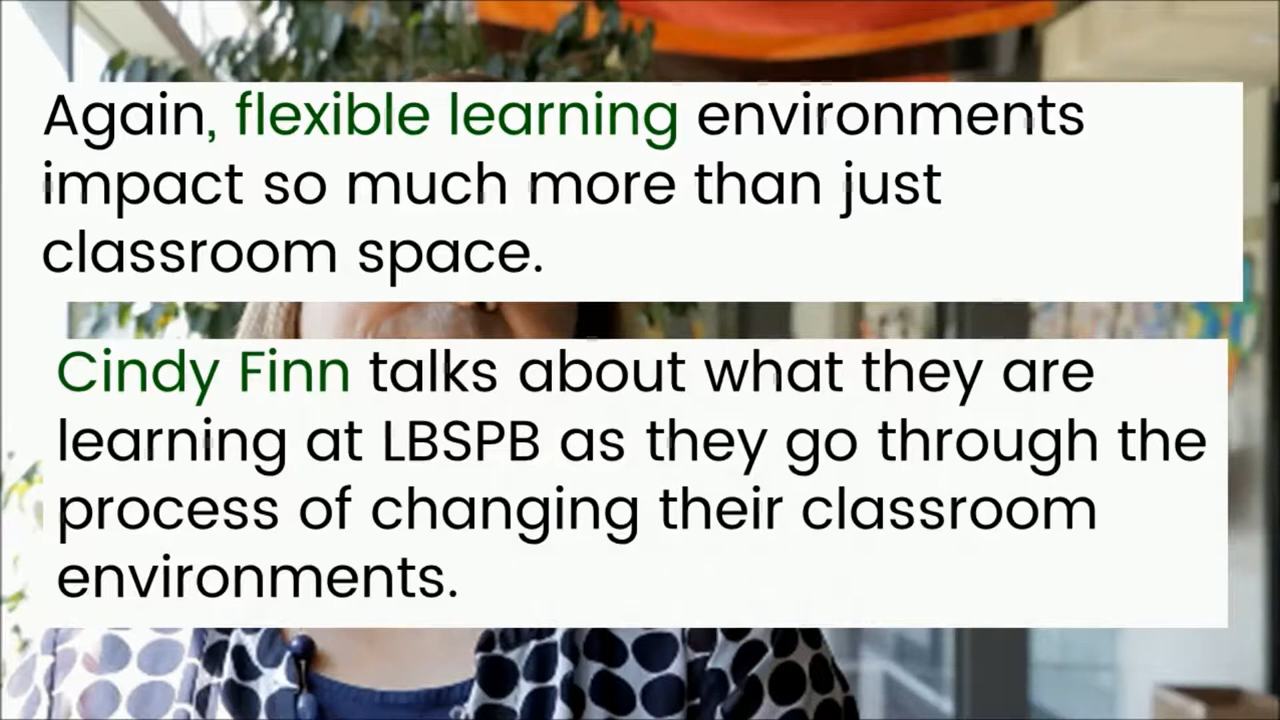 Again, flexible learning environments
impact so much more than just
classroom space.
Cindy Finn talks about what they are
learning at LBSPB as they go through the
process of changing their classroom
environments.